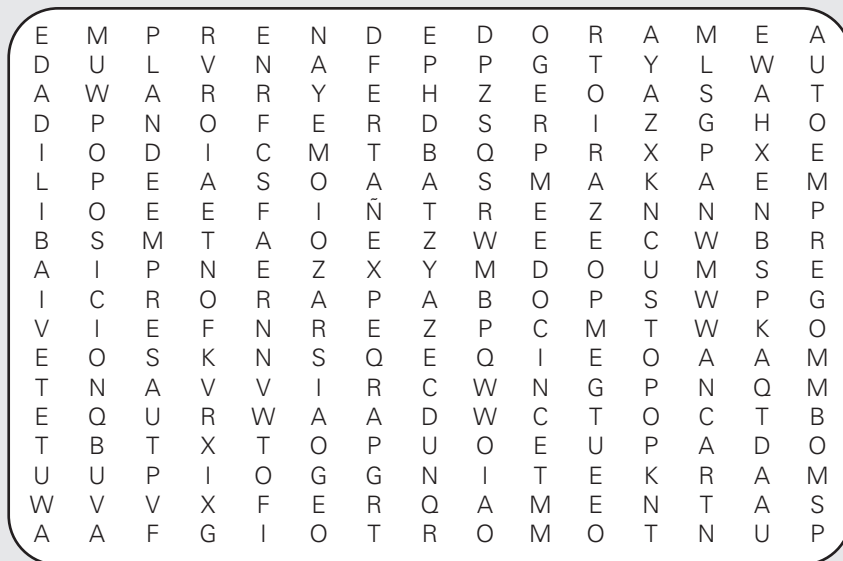 E M P R E N D E D O R A M E A
D U L V N A F P P G T Y L W U
A W A R R Y E H Z E O A S A T
D P N O F E R D S R I Z G H O
I O D I C M T B Q P R X P X E
L P E A S O A A S M A K A E M
I O E E F I Ñ T R E Z N N N P
B S M T A O E Z W E E C W B R
A I P N E Z X Y M D O U M S E
I C R O R A P A B O P S W P G
V I E F N R E Z P C M T W K O
E O S K N S Q E Q I E O A A M
T N A V V I R C W N G P N Q M
E Q U R W A A D W C T O C T B
T B T X T O P U O E U P A D O
U U P I O G G N I T E K R A M
W V V X F E R Q A M E N T A S
A A F G I O T R O M O T N U P